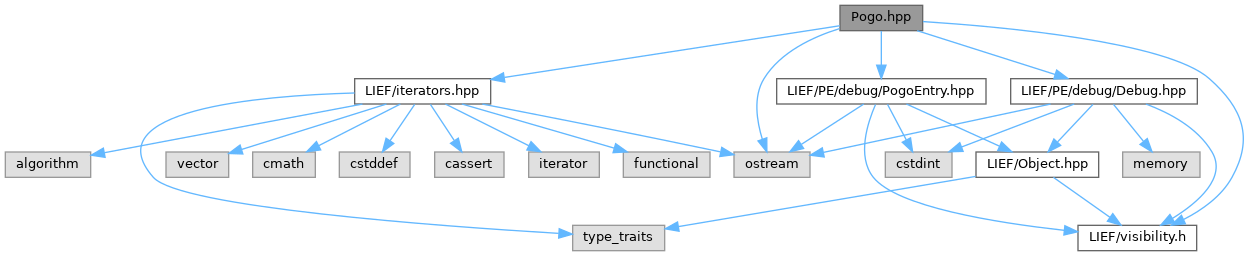 Pogo.hpp
LIEF/iterators.hpp
LIEF/PE/debug/PogoEntry.hpp
LIEF/PE/debug/Debug.hpp
algorithm
vector
cmath
cstddef
cassert
iterator
functional
ostream
cstdint
LIEF/Object.hpp
memory
type_traits
LIEF/visibility.h